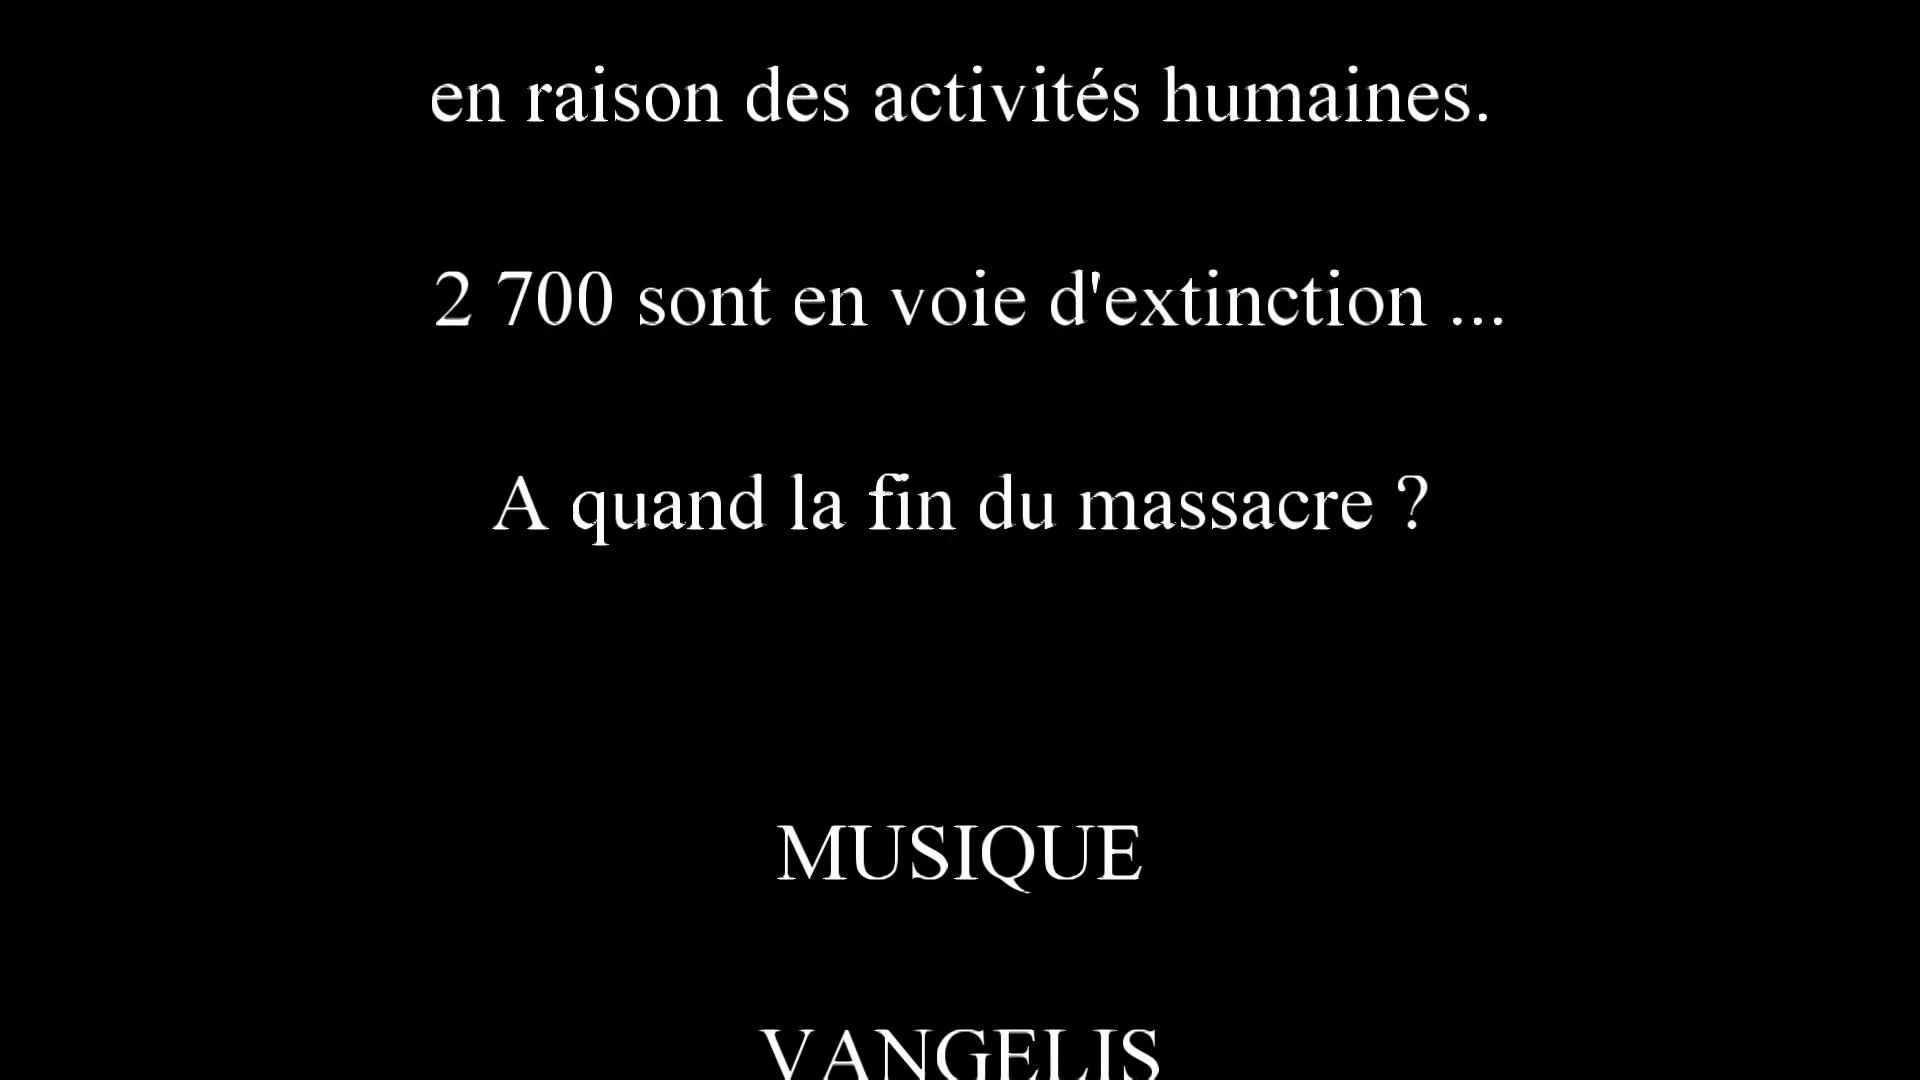 en raison des activités humaines.
2 700 sont en voie d'extinction ...
A quand la fin du massacre ?
MUSIQUE
VANGELIS